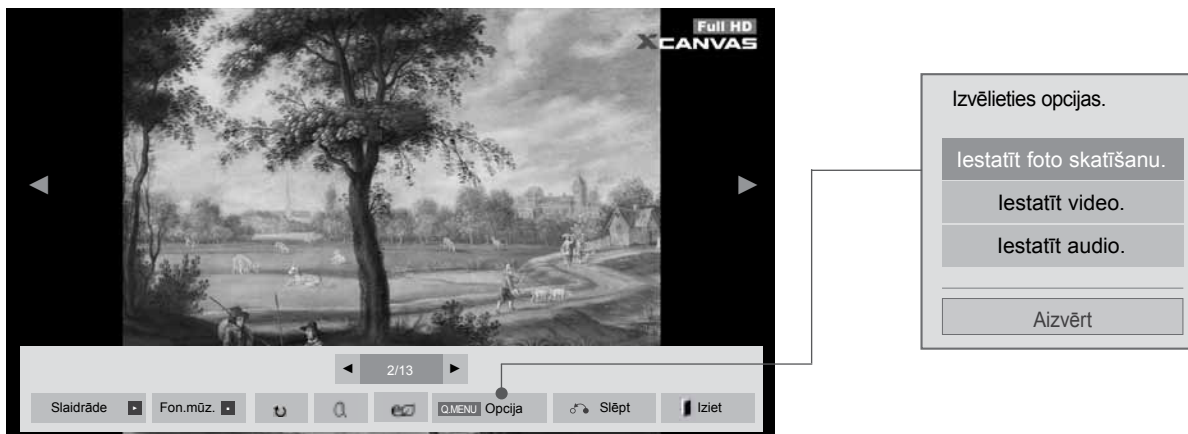 Full HD
XCANVAS
Izvēlieties opcijas.
Iestatīt foto skatīšanu.
Iestatīt video.
Iestatīt audio.
Aizvērt
2/13
Slaidrāde
Fon.mūz.
Q.MENU Opcija
Slēpt
Iziet